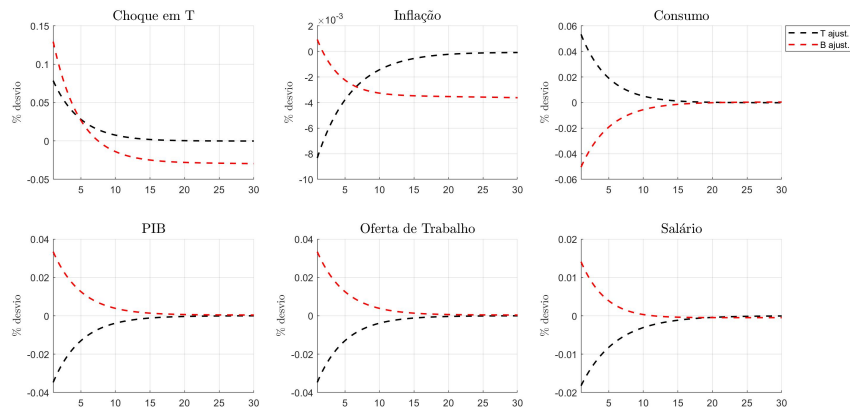 Choque em T
% desvio
0.15
0.1
0.05
0
-0.05
5 10 15 20 25 30
Inflação
×10-3
% desvio
2
0
-2
-4
-6
-8
-10
5 10 15 20 25 30
Consumo
% desvio
0.06
0.04
0.02
0
-0.02
-0.04
-0.06
5 10 15 20 25 30
T ajust.
B ajust.
PIB
% desvio
0.04
0.02
0
-0.02
-0.04
5 10 15 20 25 30
Oferta de Trabalho
% desvio
0.04
0.02
0
-0.02
-0.04
5 10 15 20 25 30
Salário
% desvio
0.02
0.01
0
-0.01
-0.02
5 10 15 20 25 30